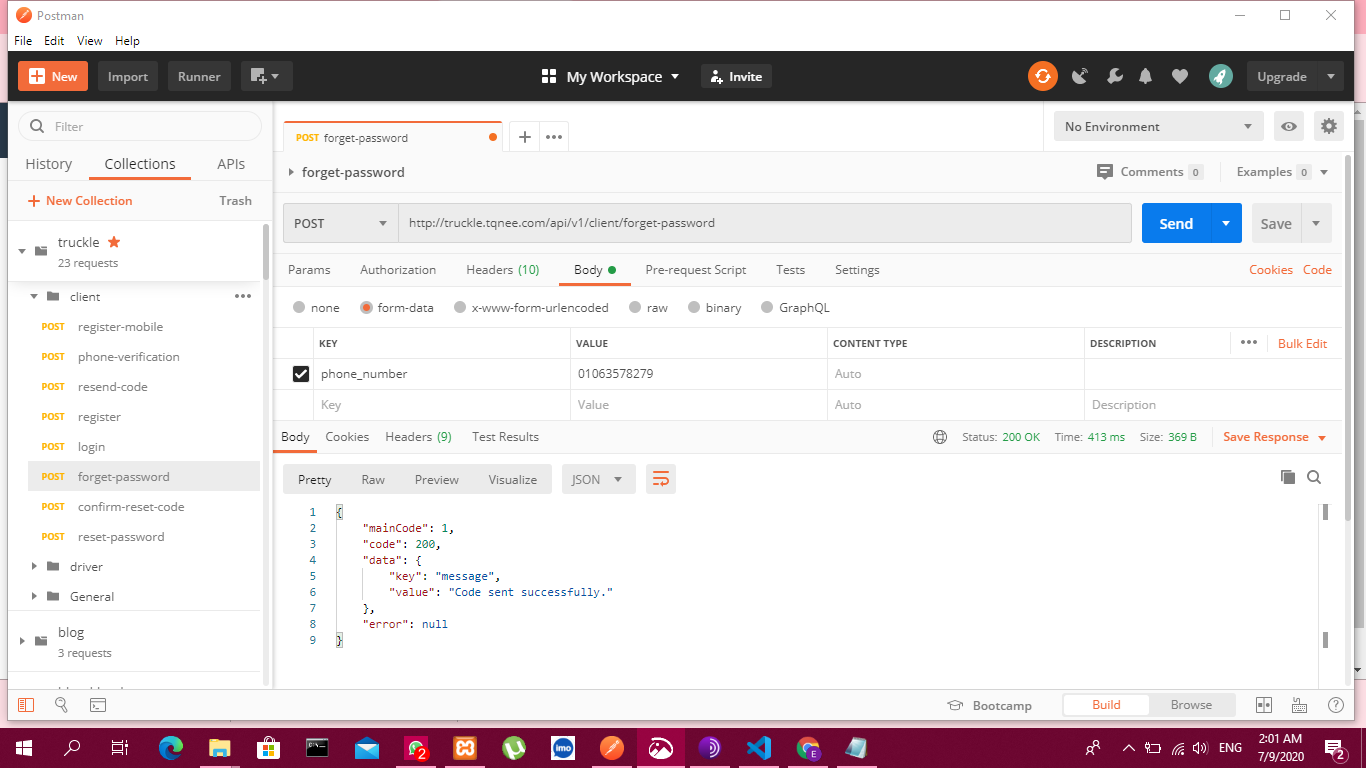 Postman
File Edit View Help
New Import Runner My Workspace Invite Upgrade
Filter
History Collections APIs
New Collection Trash
truckle
23 requests
client
POST register-mobile
POST phone-verification
POST resend-code
POST register
POST login
POST forget-password
POST confirm-reset-code
POST reset-password
driver
General
blog
3 requests
POST forget-password
No Environment
forget-password
Comments 0 Examples 0
POST http://truckle.tqnee.com/api/v1/client/forget-password Send Save
Params Authorization Headers (10) Body Pre-request Script Tests Settings Cookies Code
none form-data x-www-form-urlencoded raw binary GraphQL
KEY VALUE CONTENT TYPE DESCRIPTION Bulk Edit
phone_number 01063578279 Auto
Key Value Auto Description
Body Cookies Headers (9) Test Results Status: 200 OK Time: 413 ms Size: 369 B Save Response
Pretty Raw Preview Visualize JSON
1 {
2 "mainCode": 1,
3 "code": 200,
4 "data": {
5 "key": "message",
6 "value": "Code sent successfully."
7 },
8 "error": null
9 }
Bootcamp Build Browse
2 imo E ENG 2:01 AM
7/9/2020 2